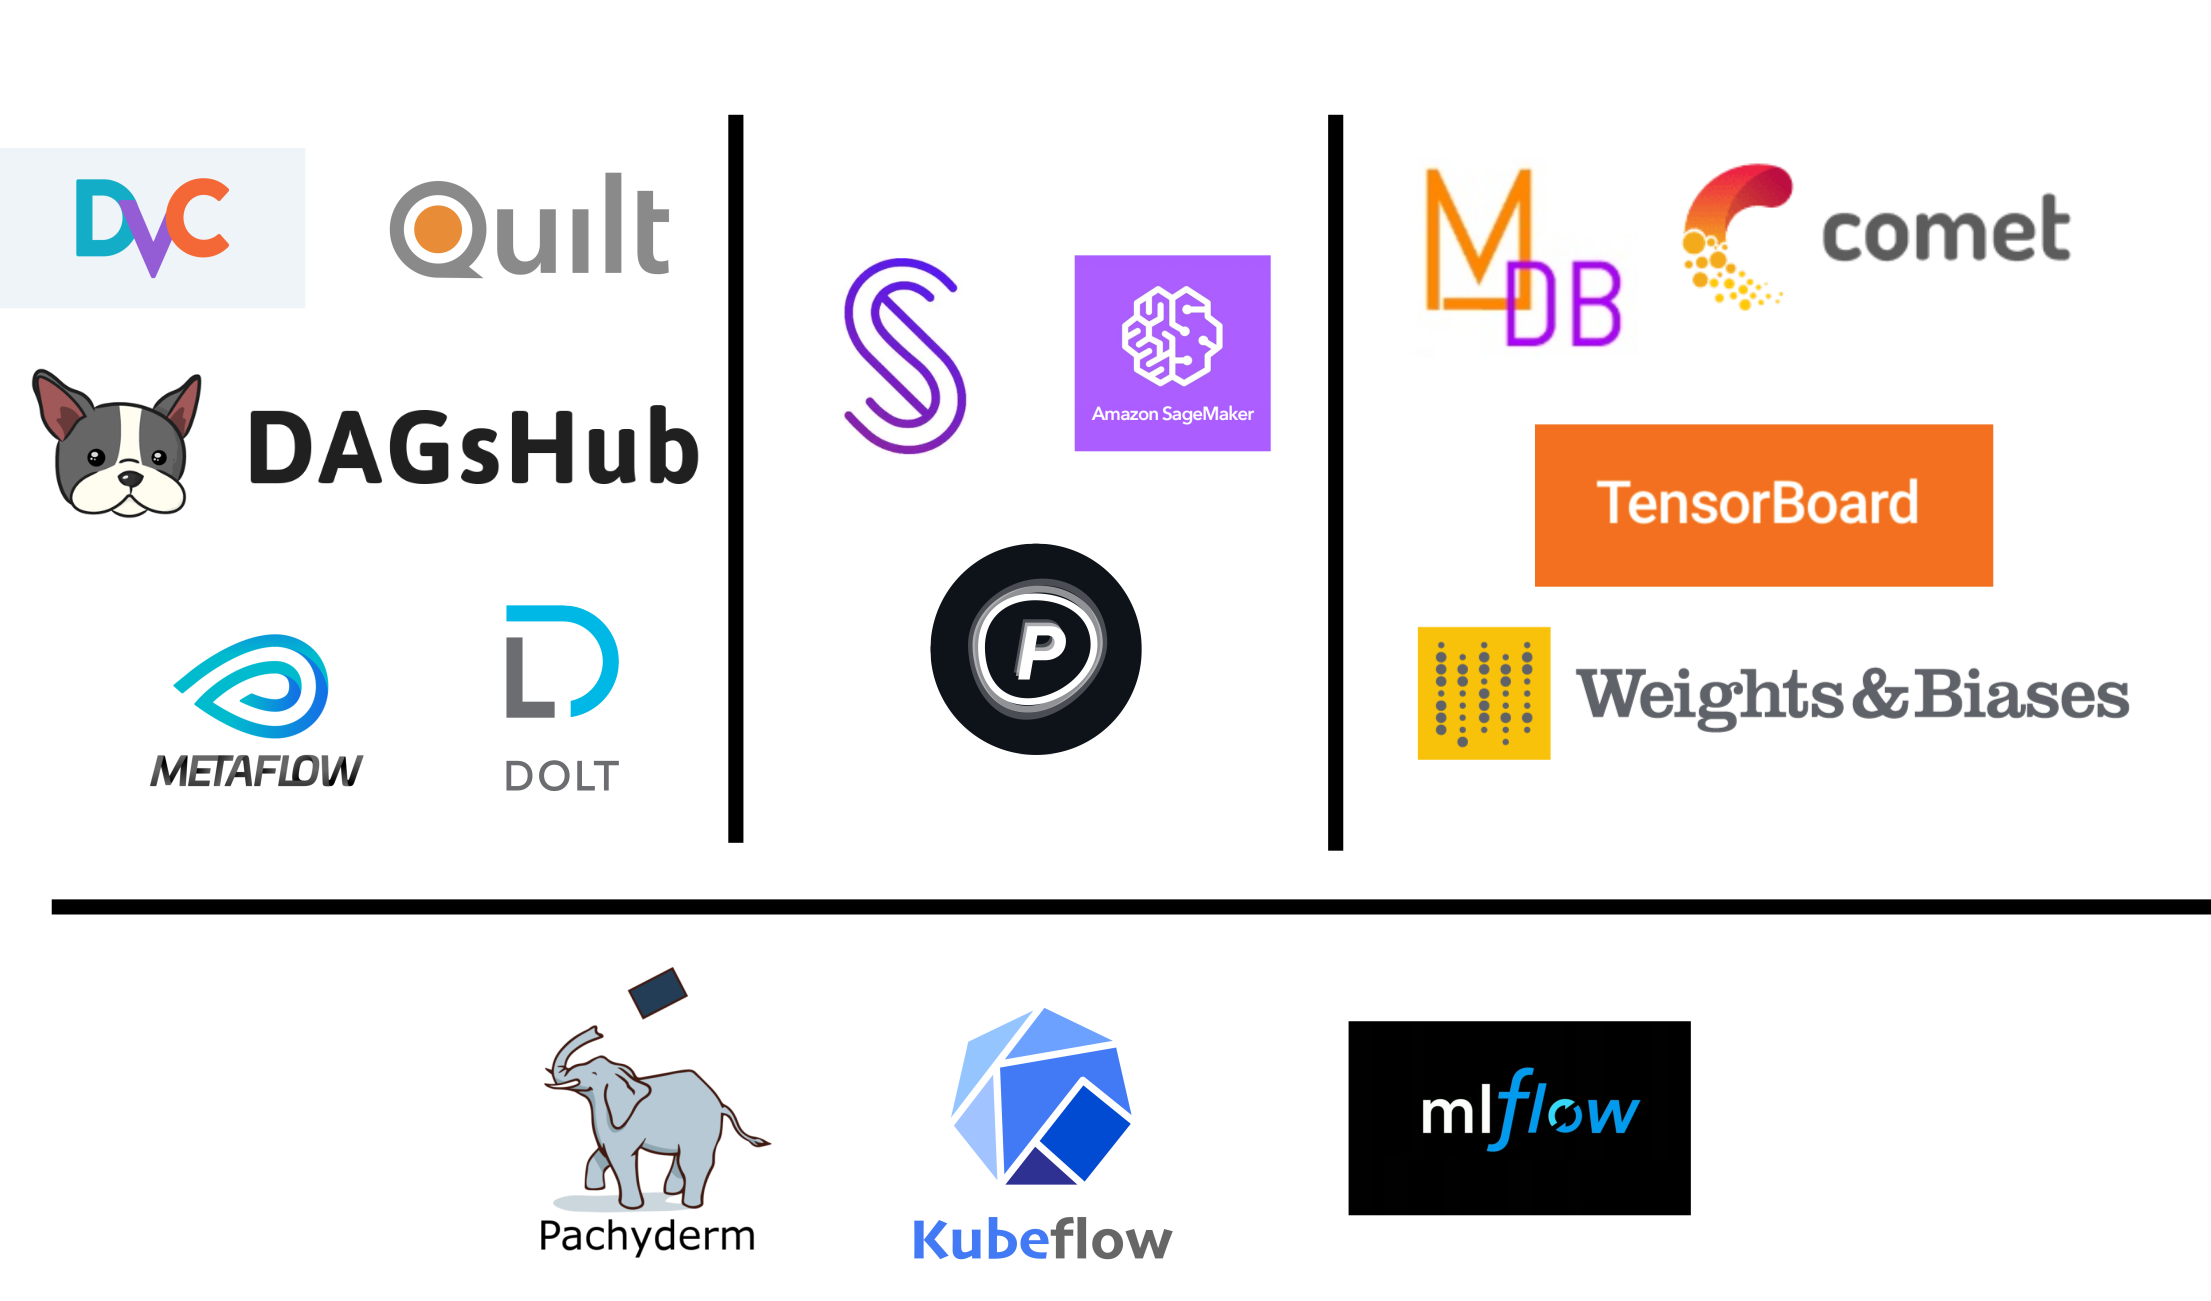 DVC
Quilt
DAGsHub
METAFLOW
DOLT
S
Amazon SageMaker
P
MDB
comet
TensorBoard
Weights & Biases
Pachyderm
Kubeflow
mlflow